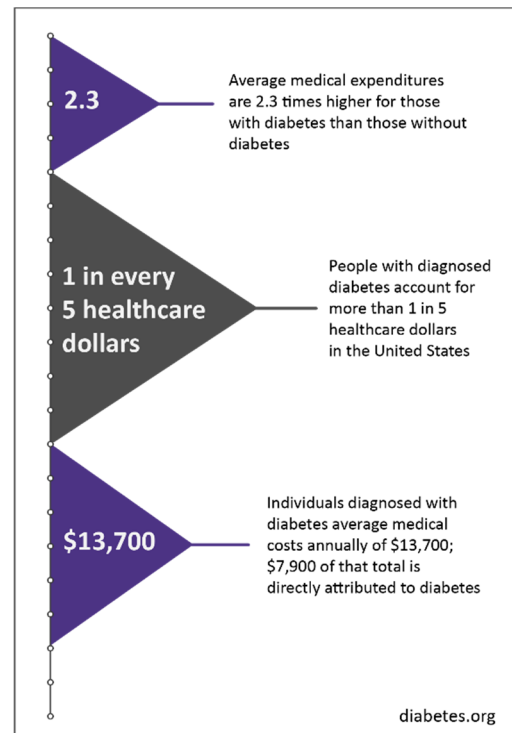 2.3
Average medical expenditures
are 2.3 times higher for those
with diabetes than those without
diabetes
1 in every
5 healthcare
dollars
People with diagnosed
diabetes account for
more than 1 in 5
healthcare dollars
in the United States
$13,700
Individuals diagnosed with
diabetes average medical
costs annually of $13,700;
$7,900 of that total is
directly attributed to diabetes
diabetes.org